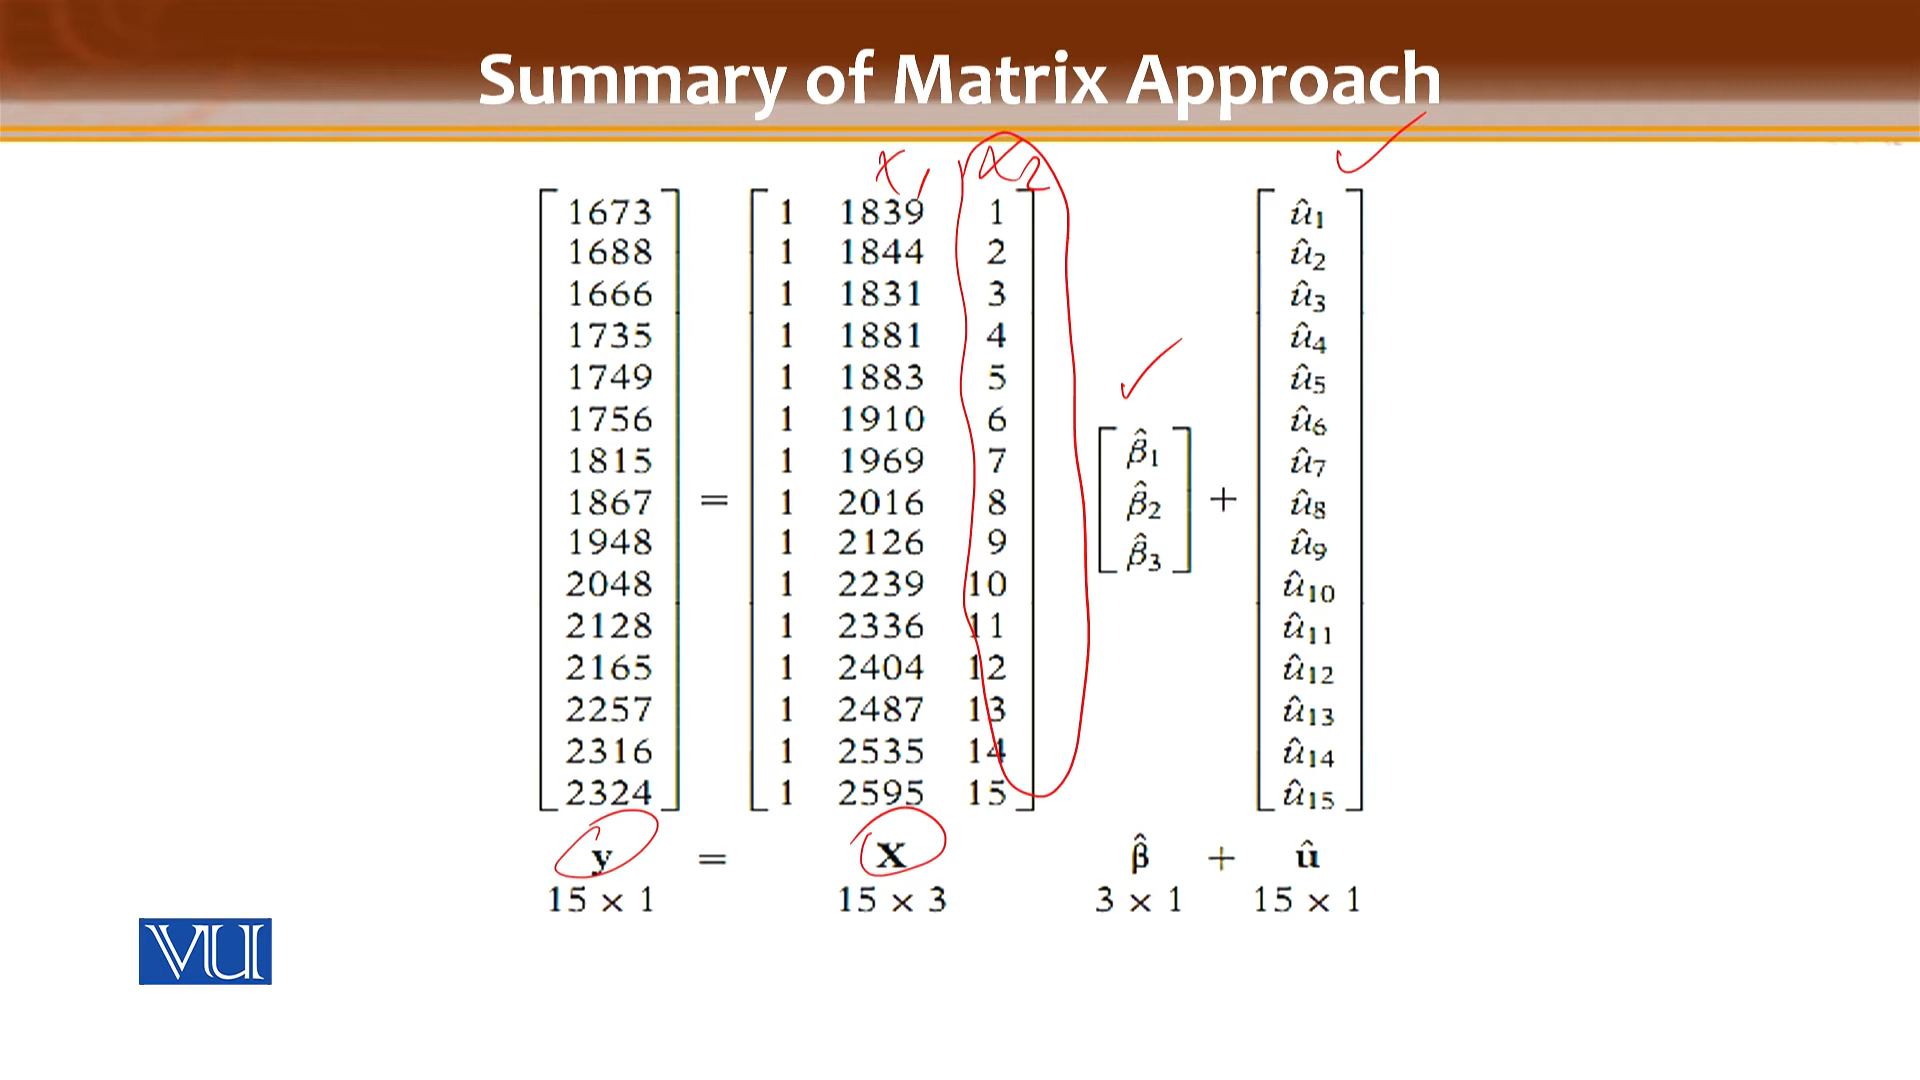 Summary of Matrix Approach
x₁ x₂
1673 1 1839 1 û₁
1688 1 1844 2 û₂
1666 1 1831 3 û₃
1735 1 1881 4 û₄
1749 1 1883 5 û₅
1756 1 1910 6 û₆
1815 1 1969 7 β̂₁ û₇
1867 = 1 2016 8 β̂₂ + û₈
1948 1 2126 9 β̂₃ û₉
2048 1 2239 10 û₁₀
2128 1 2336 11 û₁₁
2165 1 2404 12 û₁₂
2257 1 2487 13 û₁₃
2316 1 2535 14 û₁₄
2324 1 2595 15 û₁₅
y = X β̂ + û
15 × 1 15 × 3 3 × 1 15 × 1
VU